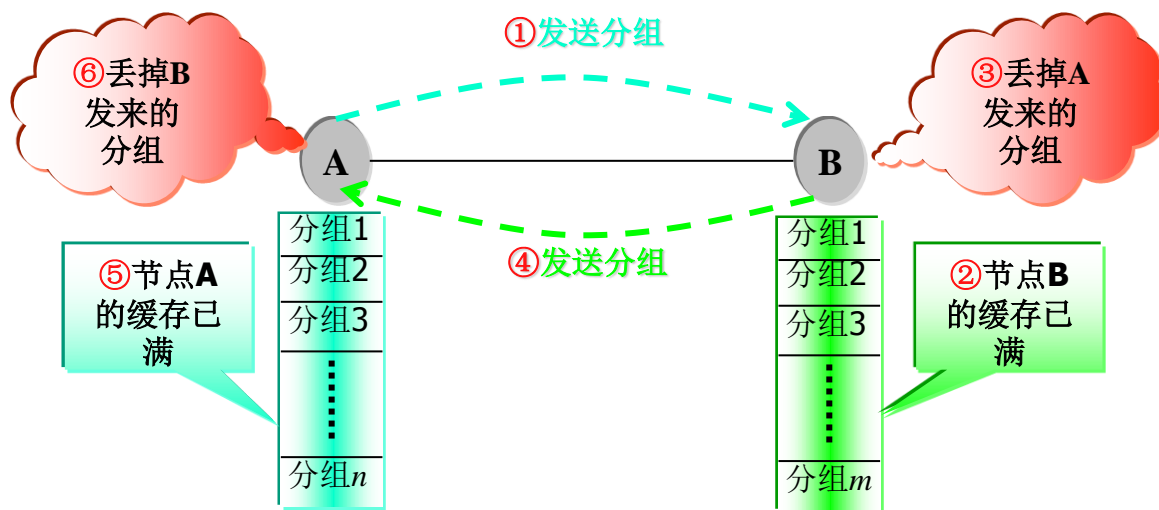 ①发送分组
⑥丢掉B
发来的
分组
③丢掉A
发来的
分组
A
B
④发送分组
⑤节点A
的缓存已
满
分组1
分组2
分组3
分组n
分组1
分组2
分组3
分组m
②节点B
的缓存已
满